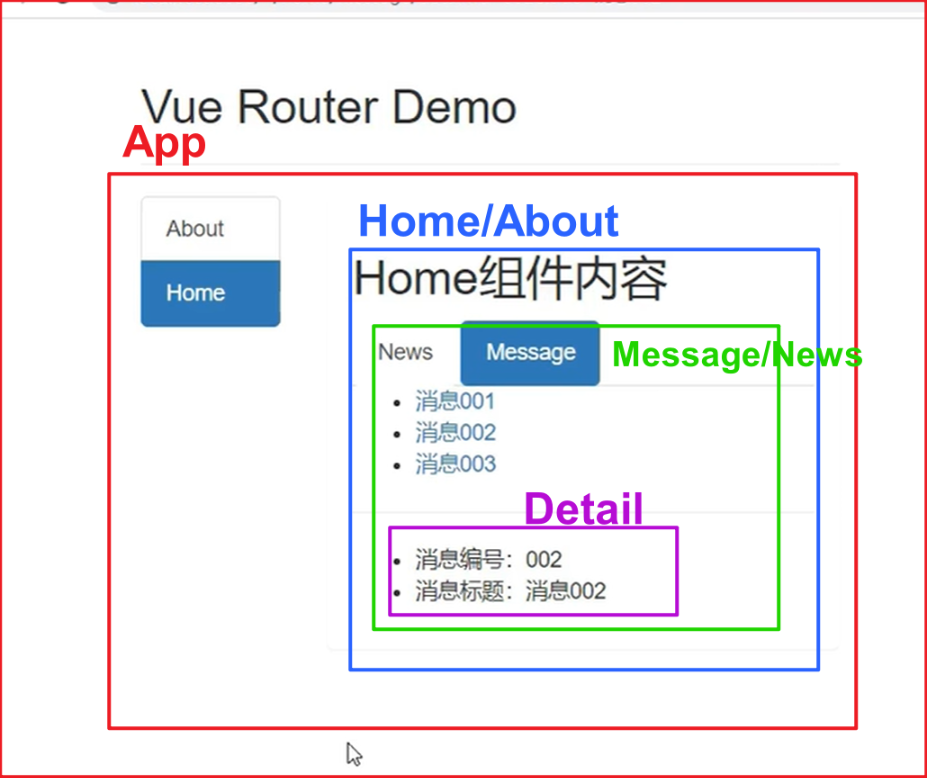 Vue Router Demo
App
About
Home/About
Home组件内容
Home
News
Message
Message/News
消息001
消息002
消息003
Detail
消息编号：002
消息标题：消息002